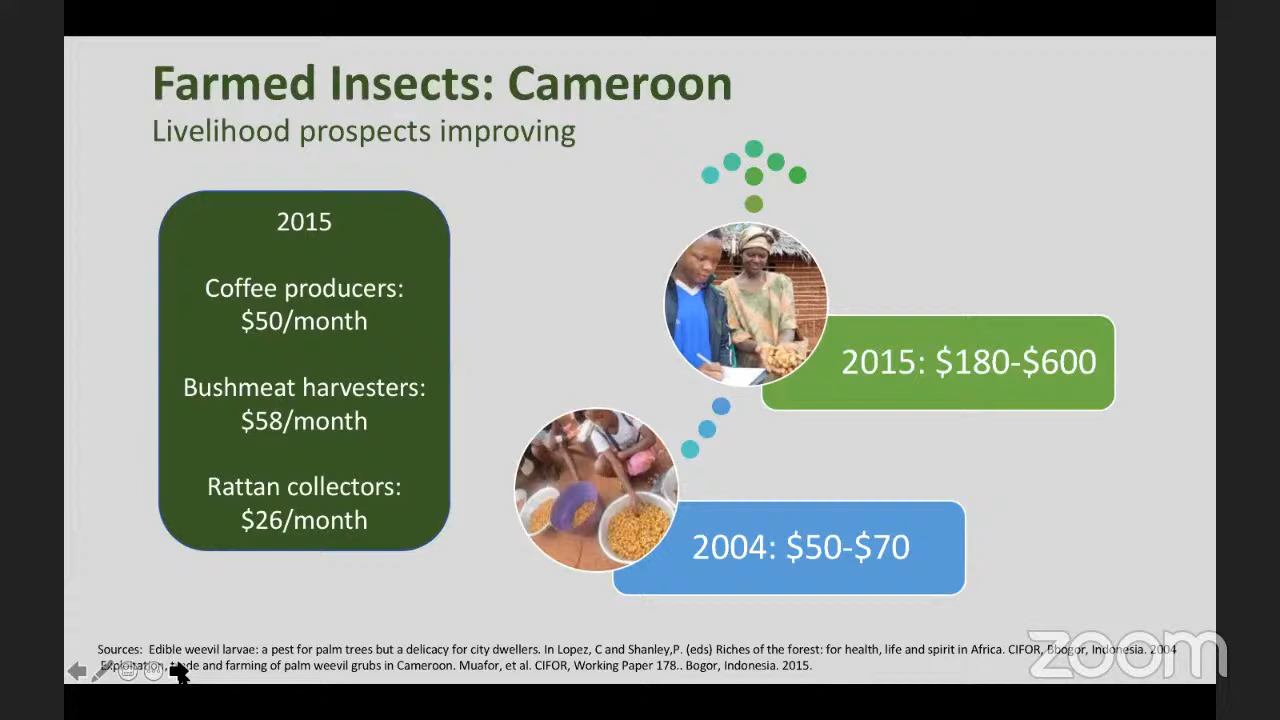 Farmed Insects: Cameroon
Livelihood prospects improving
2015
Coffee producers:
$50/month
Bushmeat harvesters:
$58/month
Rattan collectors:
$26/month
2015: $180-$600
2004: $50-$70
Sources: Edible weevil larvae: a pest for palm trees but a delicacy for city dwellers. In Lopez, C and Shanley,P. (eds) Riches of the forest: for health, life and spirit in Africa. CIFOR, Bbogor, Indonesia. 2004
Exploitation, trade and farming of palm weevil grubs in Cameroon. Muafor, et al. CIFOR, Working Paper 178.. Bogor, Indonesia. 2015.
zoom